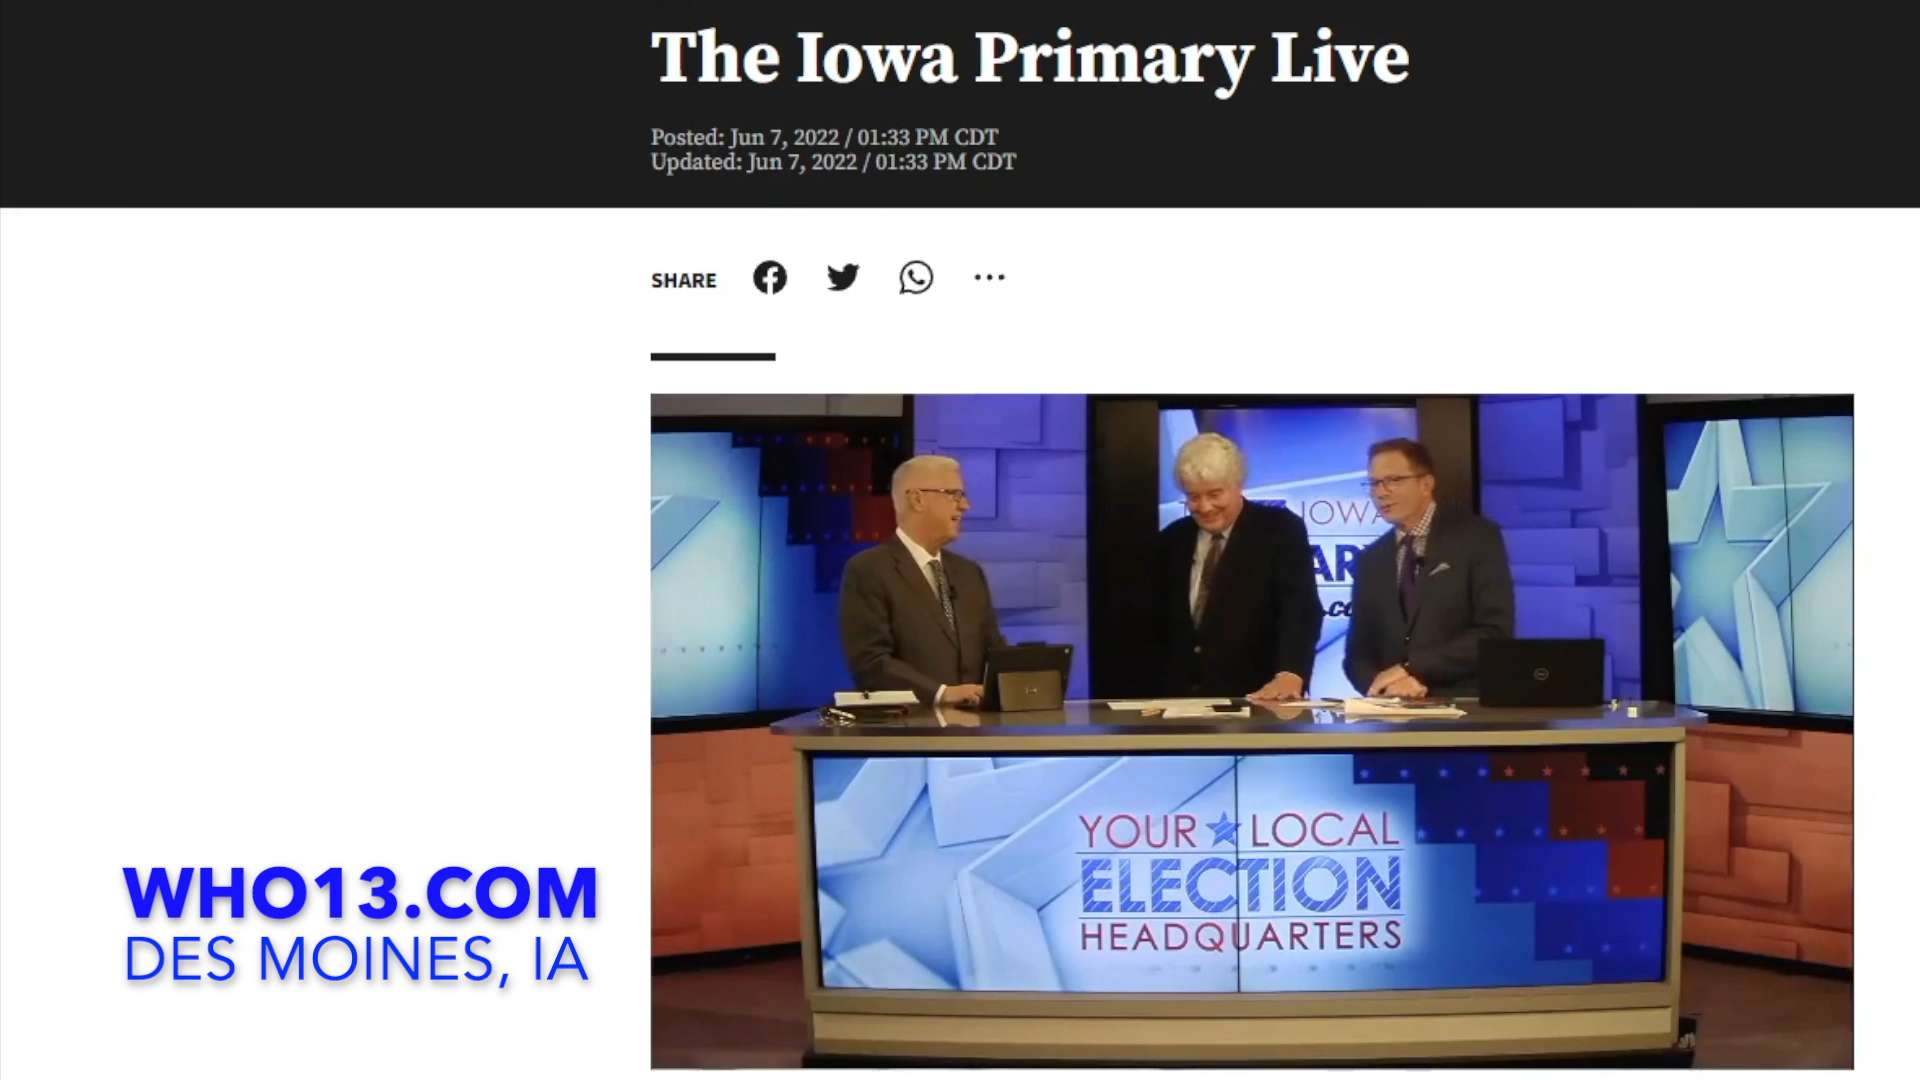 The Iowa Primary Live
Posted: Jun 7, 2022 / 01:33 PM CDT
Updated: Jun 7, 2022 / 01:33 PM CDT
SHARE
IOWA
YOUR LOCAL
ELECTION
HEADQUARTERS
WHO13.COM
DES MOINES, IA